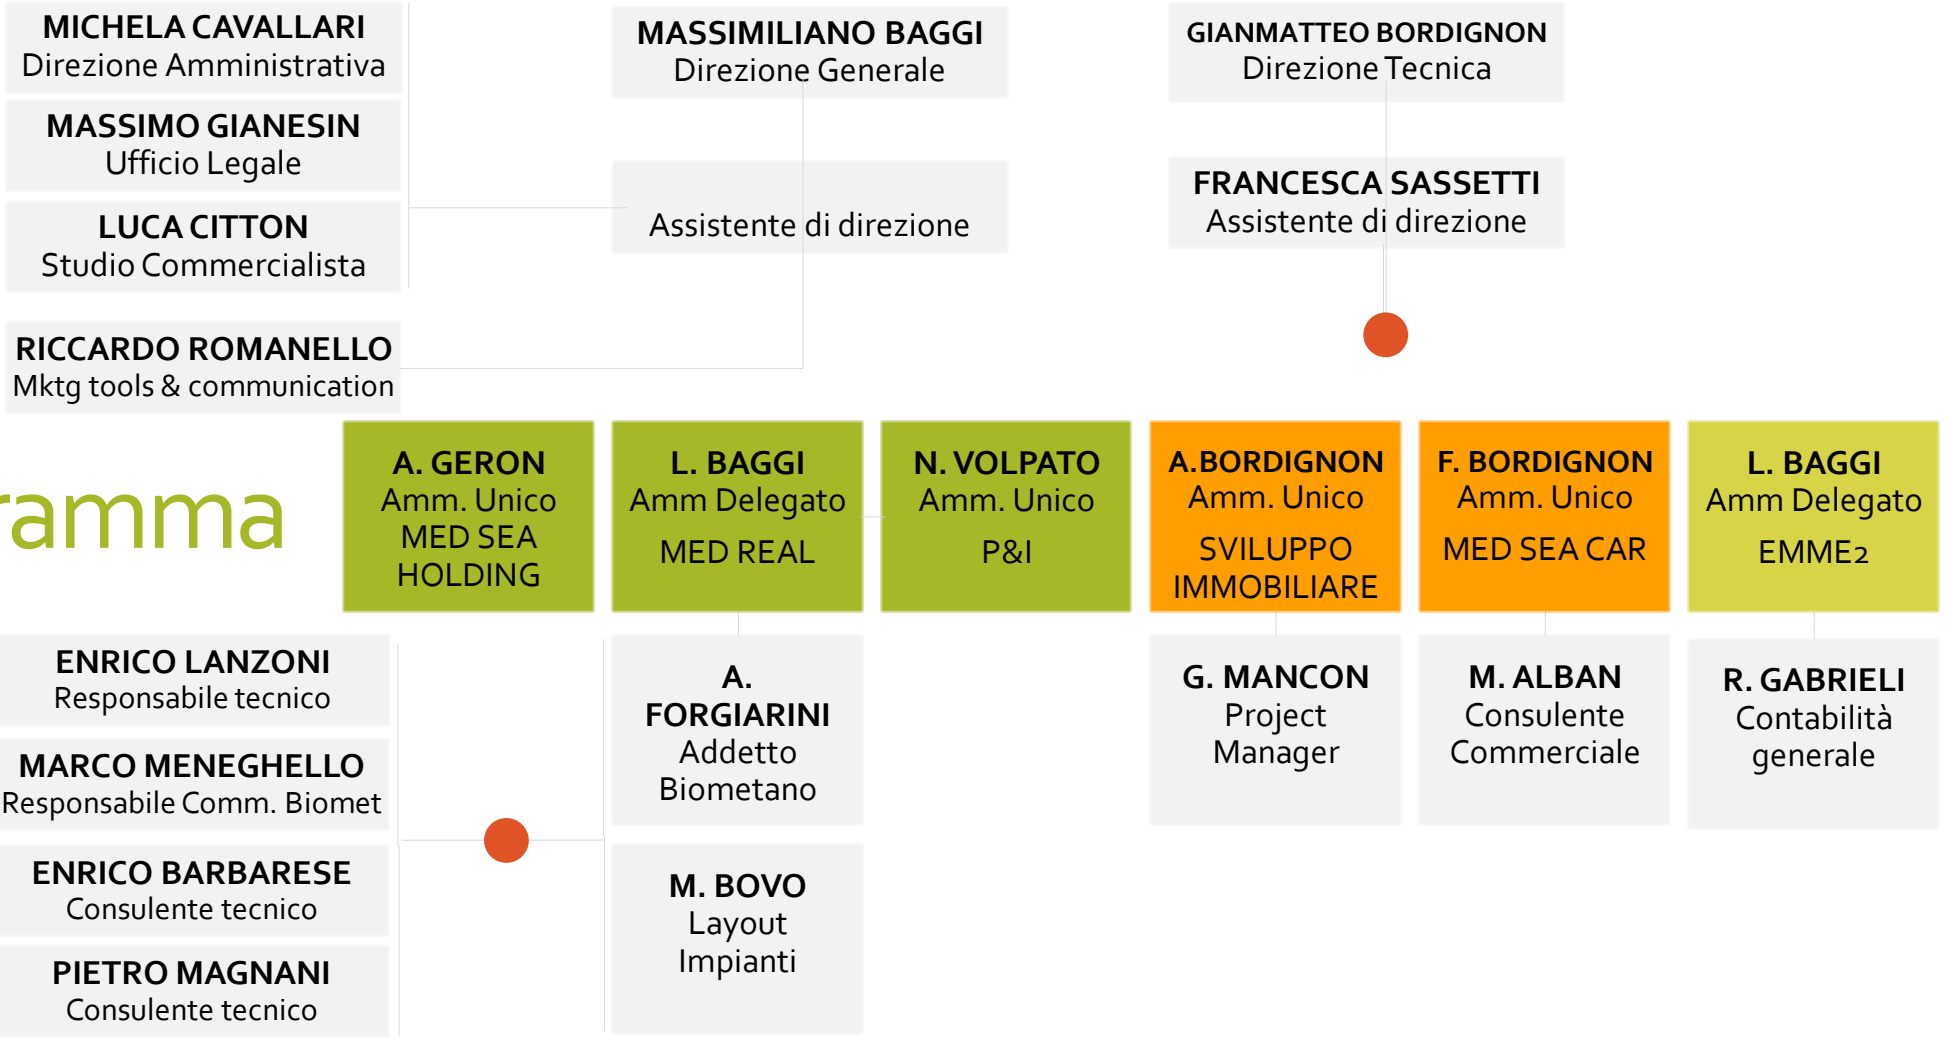 MICHELA CAVALLARI
Direzione Amministrativa
MASSIMO GIANESIN
Ufficio Legale
LUCA CITTON
Studio Commercialista
RICCARDO ROMANELLO
Mktg tools & communication
MASSIMILIANO BAGGI
Direzione Generale
Assistente di direzione
GIANMATTEO BORDIGNON
Direzione Tecnica
FRANCESCA SASSETTI
Assistente di direzione
ramma
A. GERON
Amm. Unico
MED SEA
HOLDING
L. BAGGI
Amm Delegato
MED REAL
N. VOLPATO
Amm. Unico
P&I
A.BORDIGNON
Amm. Unico
SVILUPPO
IMMOBILIARE
F. BORDIGNON
Amm. Unico
MED SEA CAR
L. BAGGI
Amm Delegato
EMME2
ENRICO LANZONI
Responsabile tecnico
MARCO MENEGHELLO
Responsabile Comm. Biomet
ENRICO BARBARESE
Consulente tecnico
PIETRO MAGNANI
Consulente tecnico
A.
FORGIARINI
Addetto
Biometano
M. BOVO
Layout
Impianti
G. MANCON
Project
Manager
M. ALBAN
Consulente
Commerciale
R. GABRIELI
Contabilità
generale